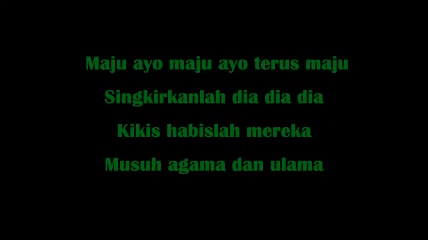 Maju ayo maju ayo terus maju
Singkirkanlah dia dia dia
Kikis habislah mereka
Musuh agama dan ulama